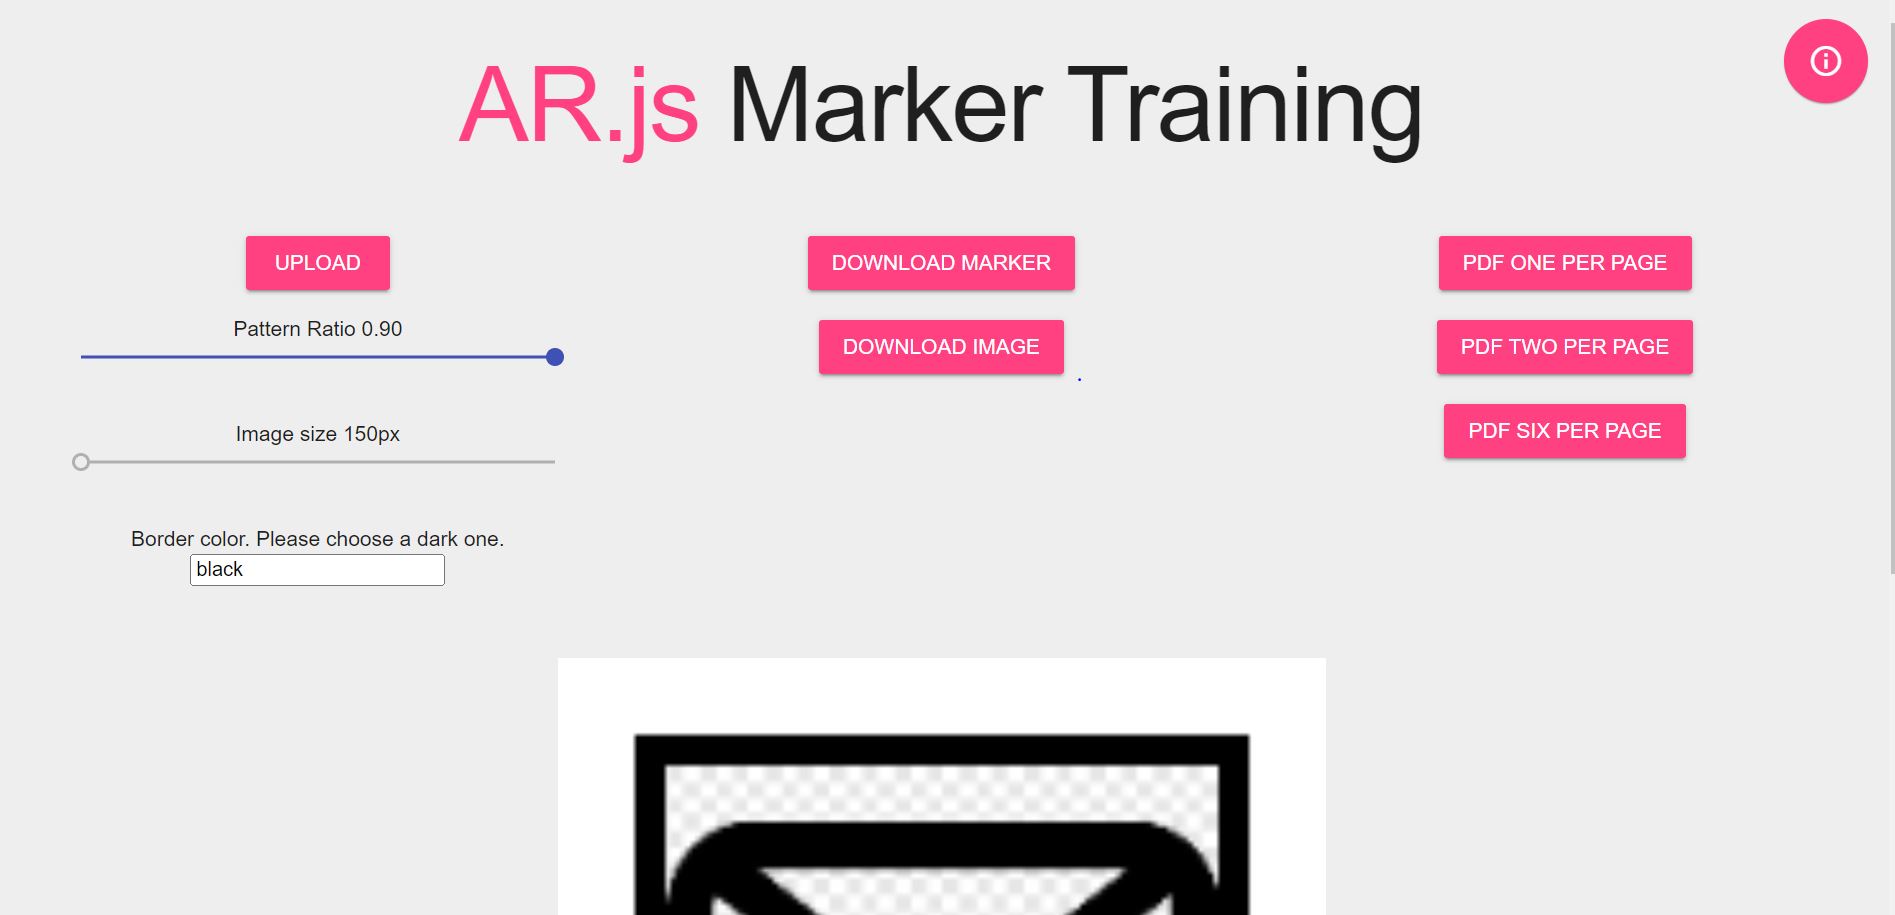 AR.js Marker Training
UPLOAD
Pattern Ratio 0.90
Image size 150px
Border color. Please choose a dark one.
black
DOWNLOAD MARKER
DOWNLOAD IMAGE
PDF ONE PER PAGE
PDF TWO PER PAGE
PDF SIX PER PAGE